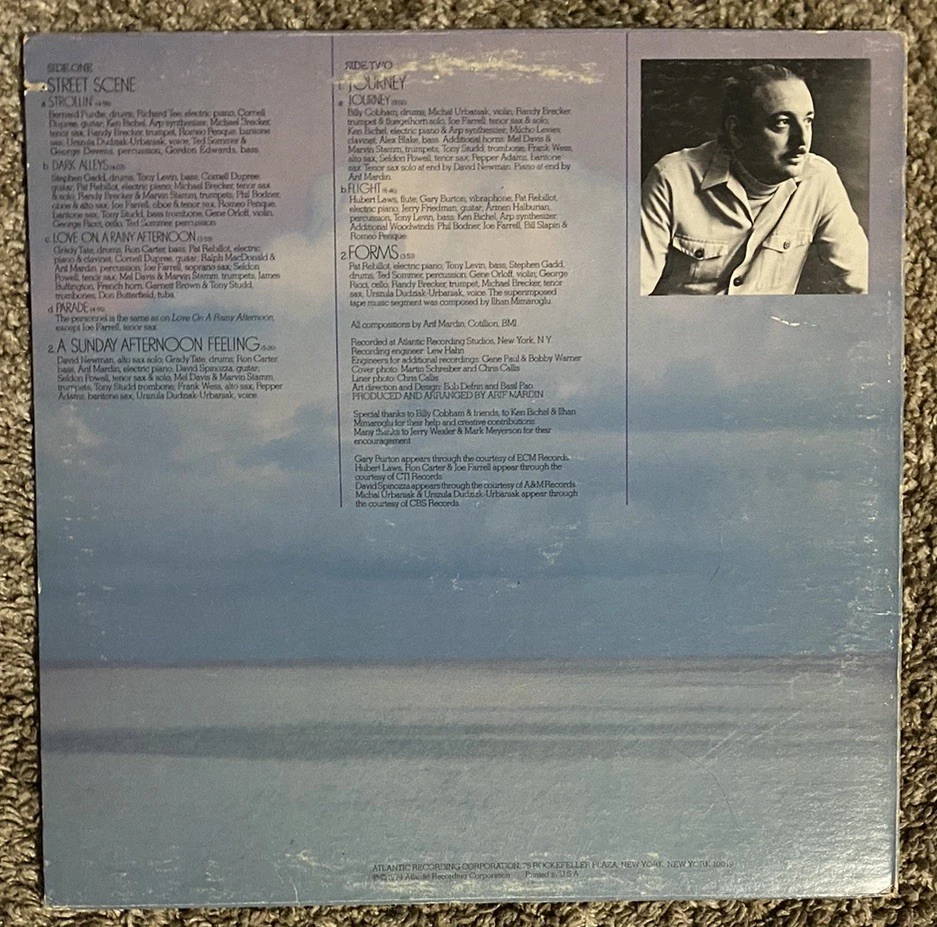 SIDE ONE
1. STREET SCENE
a. STROLLIN'
Bernard Purdie, drums, Richard Tee, electric piano, Cornell
Dupree, guitar, Ken Bichel, Arp synthesizer, Michael Brecker,
tenor sax, Randy Brecker, trumpet, Romeo Penque, baritone
sax, Urszula Dudziak-Urbaniak, voice, Ted Sommer &
George Devens, percussion, Gordon Edwards, bass.
b. DARK ALLEYS
Stephen Gadd, drums, Tony Levin, bass, Cornell Dupree,
guitar, Pat Rebillot, electric piano, Michael Brecker, tenor sax
& solo, Randy Brecker & Marvin Stamm, trumpets, Phil Bodner,
oboe & alto sax, Joe Farrell, oboe & tenor sax, Romeo Penque,
baritone sax, Tony Studd, bass trombone, Gene Orloff, violin,
George Ricci, cello, Ted Sommer, percussion
c. LOVE ON A RAINY AFTERNOON
Grady Tate, drums, Ron Carter, bass, Pat Rebillot, electric
piano & clavinet, Cornell Dupree, guitar, Ralph MacDonald &
Arif Mardin, percussion, Joe Farrell, soprano sax, Seldon
Powell, tenor sax, Mel Davis & Marvin Stamm, trumpets, James
Buffington, French horn, Garnett Brown & Tony Studd,
trombones, Don Butterfield, tuba
d. PARADE
The personnel is the same as on Love On A Rainy Afternoon,
except Joe Farrell, tenor sax
2. A SUNDAY AFTERNOON FEELING
David Newman, alto sax solo, Grady Tate, drums, Ron Carter
bass, Arif Mardin, electric piano, David Spinozza, guitar,
Seldon Powell, tenor sax & solo, Mel Davis & Marvin Stamm,
trumpets, Tony Studd trombone, Frank Wess, alto sax, Pepper
Adams, baritone sax, Urszula Dudziak-Urbaniak, voice.
SIDE TWO
1. JOURNEY
a. JOURNEY
Billy Cobham, drums, Michal Urbaniak, violin, Randy Brecker,
trumpet & fluegelhorn solo, Joe Farrell, tenor sax & solo,
Ken Bichel, electric piano & Arp synthesizer, Milcho Leviev,
clavinet, Alex Blake, bass. Additional horns: Mel Davis &
Marvin Stamm, trumpets, Tony Studd, trombone, Frank Wess,
alto sax, Seldon Powell, tenor sax, Pepper Adams, baritone
sax. Tenor sax solo at end by David Newman. Piano at end by
Arif Mardin.
b. FLIGHT
Hubert Laws, flute, Gary Burton, vibraphone, Pat Rebillot,
electric piano, Jerry Friedman, guitar, Armen Halburian,
percussion, Tony Levin, bass, Ken Bichel, Arp synthesizer.
Additional Woodwinds: Phil Bodner, Joe Farrell, Bill Slapin &
Romeo Penque.
2. FORMS (3:53)
Pat Rebillot, electric piano, Tony Levin, bass, Stephen Gadd,
drums, Ted Sommer, percussion, Gene Orloff, violin, George
Ricci, cello, Randy Brecker, trumpet, Michael Brecker, tenor
sax, Urszula Dudziak-Urbaniak, voice. The superimposed
tape music segment was composed by Ilhan Mimaroglu.
All compositions by Arif Mardin, Cotillion, BMI
Recorded at Atlantic Recording Studios, New York, N.Y.
Recording engineer: Lew Hahn
Engineers for additional recordings: Gene Paul & Bobby Warner
Cover photo: Martin Schreiber and Chris Callis
Liner photo: Chris Callis
Art direction and Design: Bob Defrin and Basil Pao
PRODUCED AND ARRANGED BY ARIF MARDIN
Special thanks to Billy Cobham & friends, to Ken Bichel & Ilhan
Mimaroglu for their help and creative contributions.
Many thanks to Jerry Wexler & Mark Meyerson for their
encouragement
Gary Burton appears through the courtesy of ECM Records.
Hubert Laws, Ron Carter & Joe Farrell appear through the
courtesy of CTI Records.
David Spinozza appears through the courtesy of A&M Records.
Michal Urbaniak & Urszula Dudziak-Urbaniak appear through
the courtesy of CBS Records.
ATLANTIC RECORDING CORPORATION, 75 ROCKEFELLER PLAZA, NEW YORK, NEW YORK 10019
℗© 1974 Atlantic Recording Corporation Printed in U.S.A.